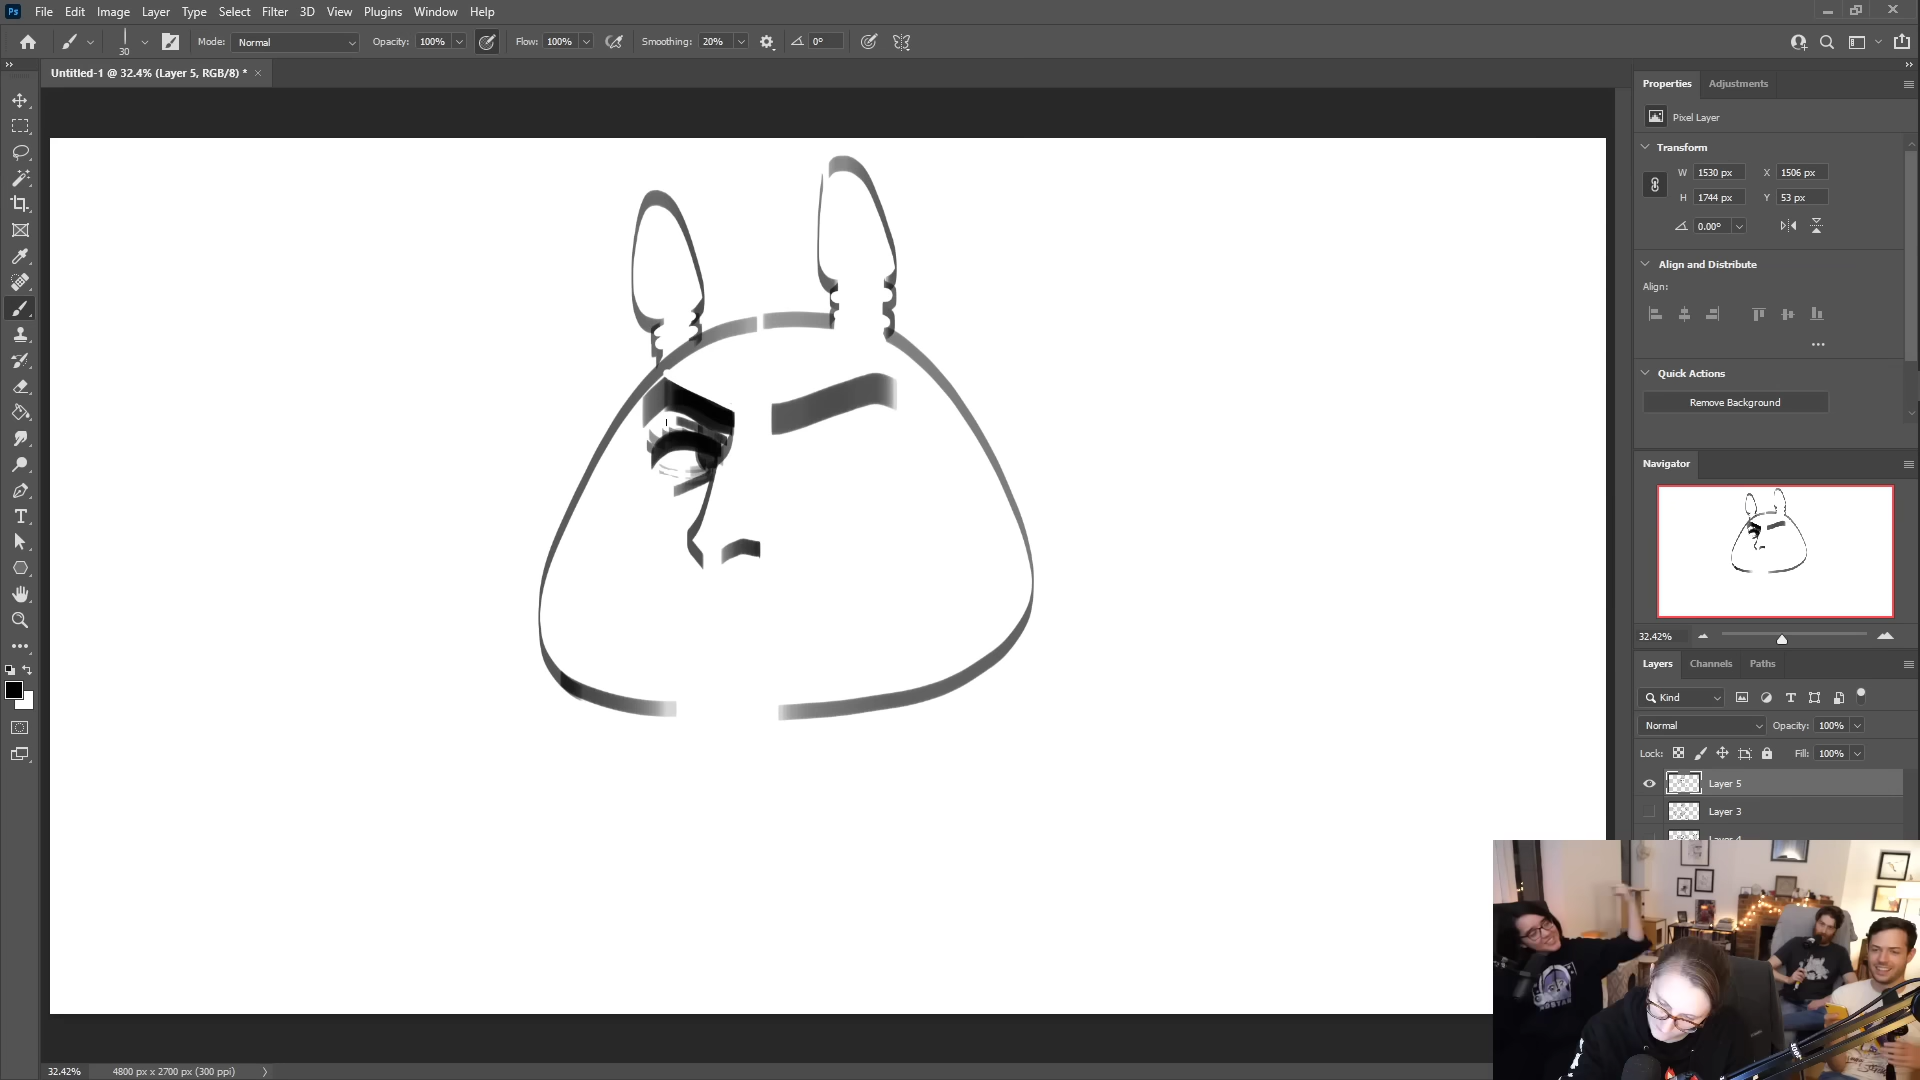 Ps File Edit Image Layer Type Select Filter 3D View Plugins Window Help
30 Mode: Normal Opacity: 100% Flow: 100% Smoothing: 20% 0°
Untitled-1 @ 32.4% (Layer 5, RGB/8) *
Properties Adjustments
Pixel Layer
Transform
W 1530 px X 1506 px
H 1744 px Y 53 px
0.00°
Align and Distribute
Align:
Quick Actions
Remove Background
Navigator
32.42%
Layers Channels Paths
Kind
Normal Opacity: 100%
Lock: Fill: 100%
Layer 5
Layer 3
Layer 4
32.42% 4800 px x 2700 px (300 ppi)